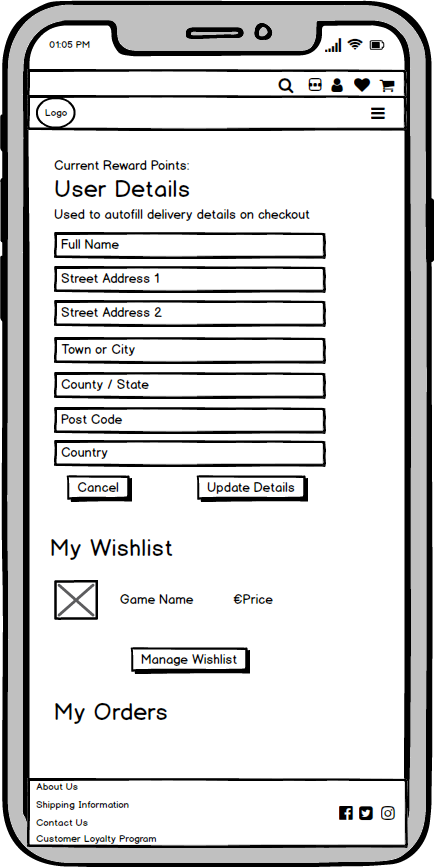 01:05 PM
Logo
Current Reward Points:
User Details
Used to autofill delivery details on checkout
Full Name
Street Address 1
Street Address 2
Town or City
County / State
Post Code
Country
Cancel Update Details
My Wishlist
Game Name €Price
Manage Wishlist
My Orders
About Us
Shipping Information
Contact Us
Customer Loyalty Program